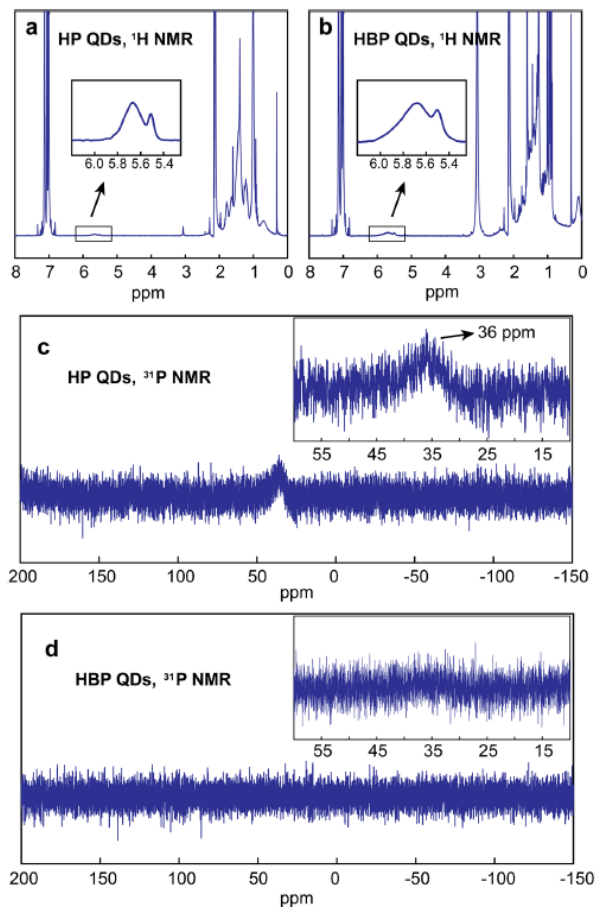 a HP QDs, ¹H NMR
6.0 5.8 5.6 5.4
8 7 6 5 4 3 2 1 0
ppm
b HBP QDs, ¹H NMR
6.0 5.8 5.6 5.4
8 7 6 5 4 3 2 1 0
ppm
c
HP QDs, ³¹P NMR
36 ppm
55 45 35 25 15
200 150 100 50 0 -50 -100 -150
ppm
d
HBP QDs, ³¹P NMR
55 45 35 25 15
200 150 100 50 0 -50 -100 -150
ppm